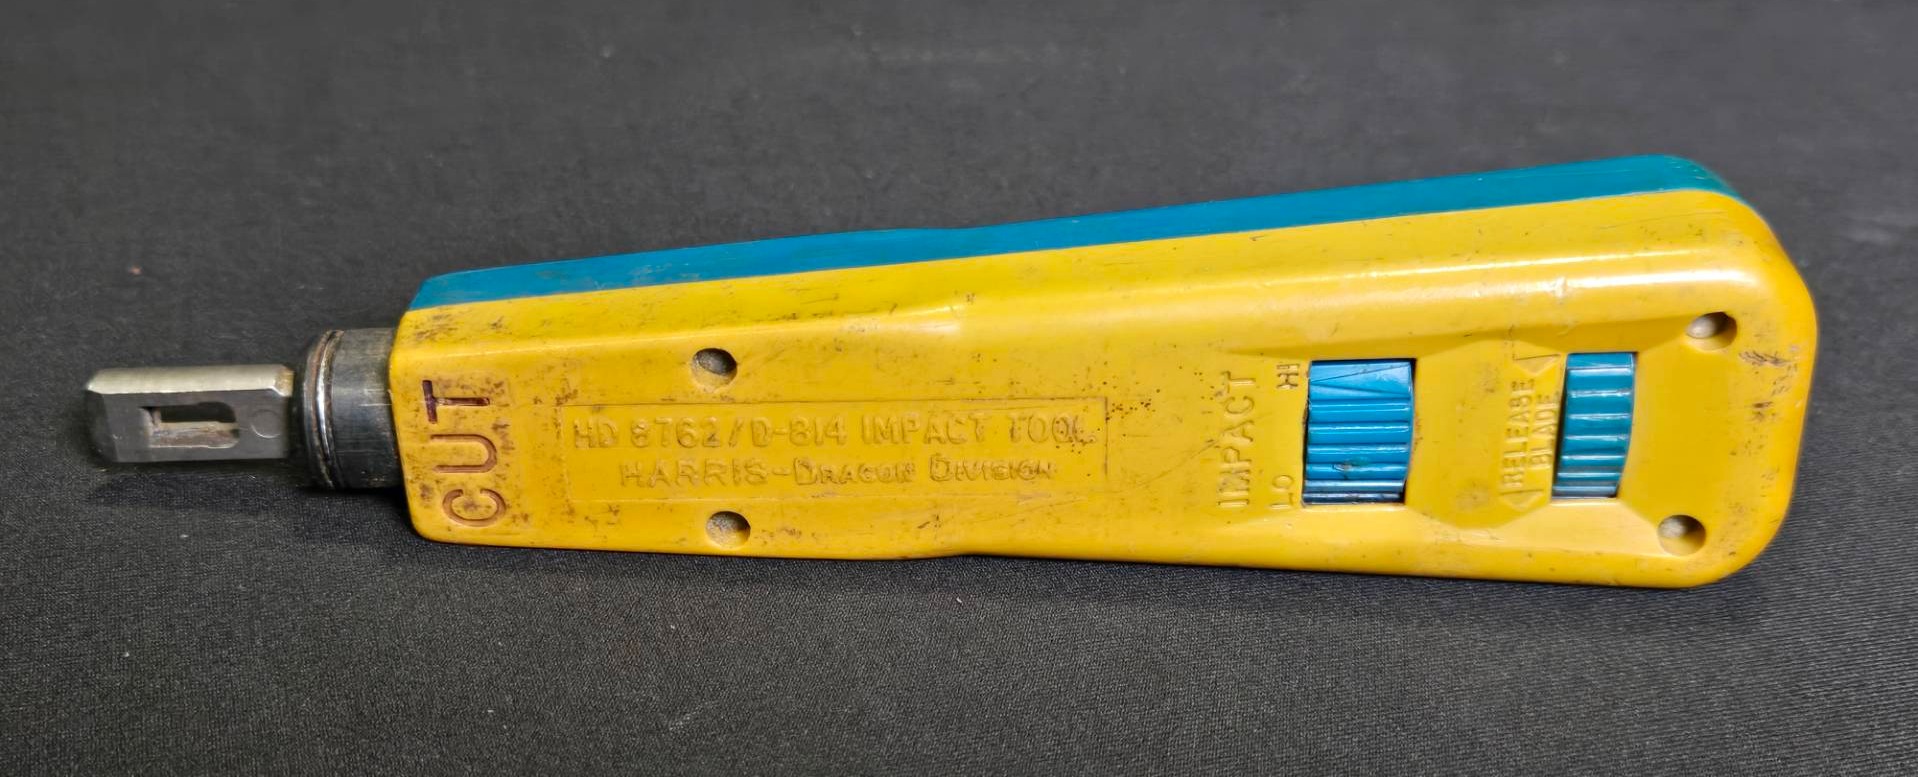 CUT
HD 8762/D-814 IMPACT TOOL
HARRIS-DRACON DIVISION
IMPACT
HI
LO
RELEASE
BLADE